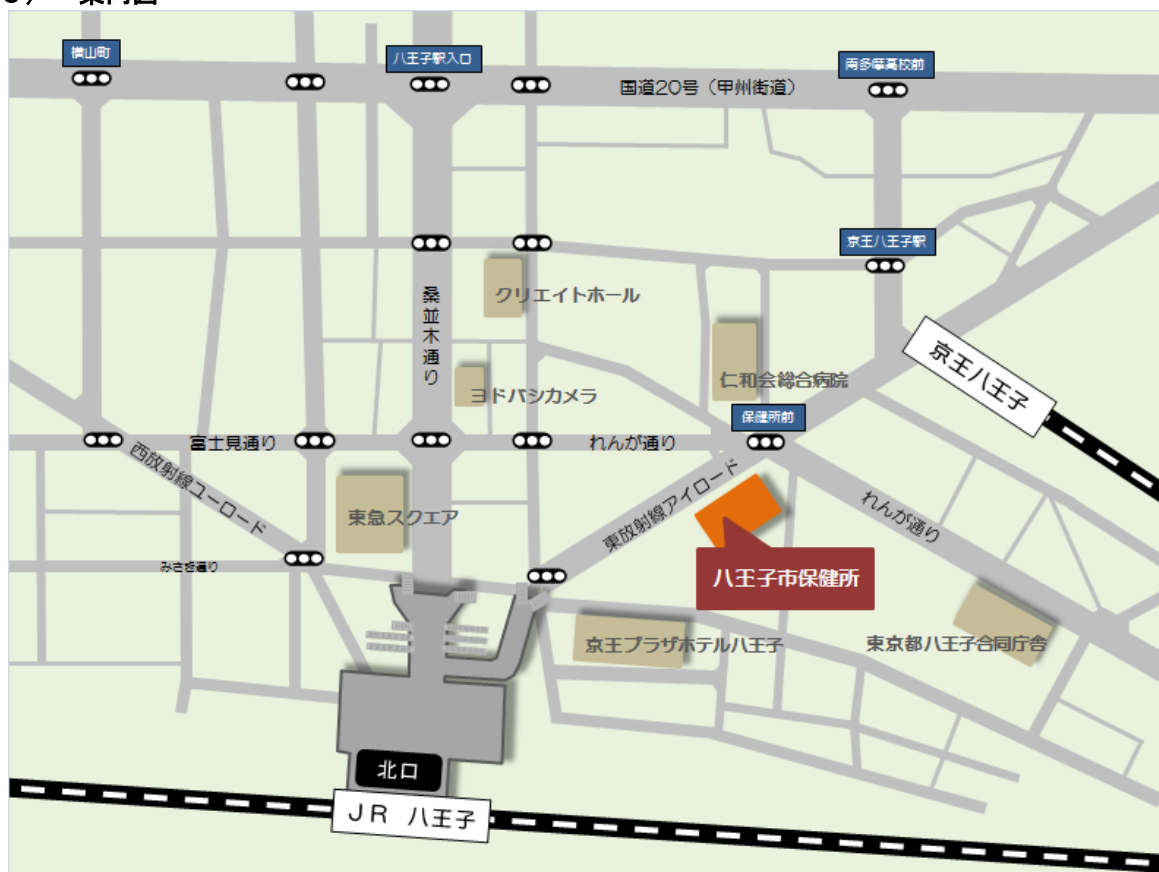 案内図
横山町
八王子駅入口
南多摩高校前
国道20号（甲州街道）
京王八王子駅
桑並木通り
クリエイトホール
京王八王子
ヨドバシカメラ
仁和会総合病院
保健所前
富士見通り
れんが通り
西放射線ユーロード
東放射線アイロード
れんが通り
東急スクエア
みさき通り
八王子市保健所
京王プラザホテル八王子
東京都八王子合同庁舎
北口
ＪＲ 八王子